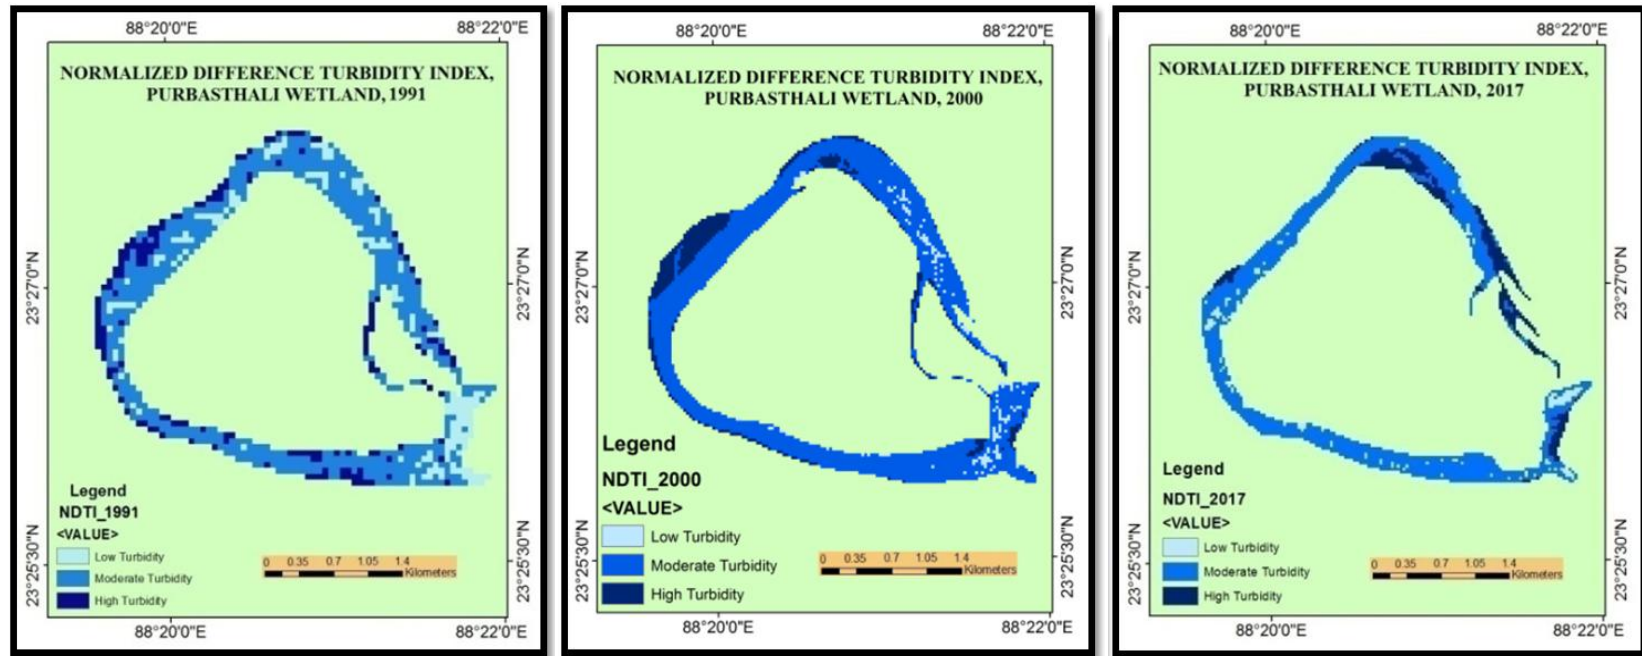 88°20'0"E 88°22'0"E
NORMALIZED DIFFERENCE TURBIDITY INDEX,
PURBASTHALI WETLAND, 1991
23°27'0"N 23°27'0"N
Legend
NDTI_1991
<VALUE>
Low Turbidity
Moderate Turbidity
High Turbidity
0 0.35 0.7 1.05 1.4
Kilometers
23°25'30"N 23°25'30"N
88°20'0"E 88°22'0"E
88°20'0"E 88°22'0"E
NORMALIZED DIFFERENCE TURBIDITY INDEX,
PURBASTHALI WETLAND, 2000
23°27'0"N 23°27'0"N
Legend
NDTI_2000
<VALUE>
Low Turbidity
Moderate Turbidity
High Turbidity
0 0.35 0.7 1.05 1.4
Kilometers
23°25'30"N 23°25'30"N
88°20'0"E 88°22'0"E
88°20'0"E 88°22'0"E
NORMALIZED DIFFERENCE TURBIDITY INDEX,
PURBASTHALI WETLAND, 2017
23°27'0"N 23°27'0"N
Legend
NDTI_2017
<VALUE>
Low Turbidity
Moderate Turbidity
High Turbidity
0 0.35 0.7 1.05 1.4
Kilometers
23°25'30"N 23°25'30"N
88°20'0"E 88°22'0"E